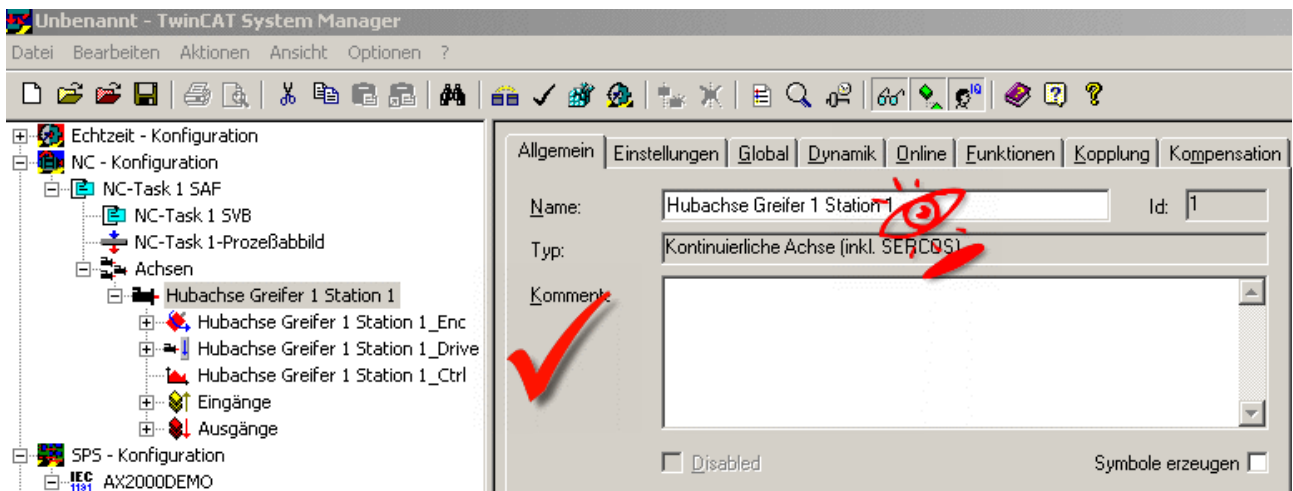 Unbenannt - TwinCAT System Manager
Datei Bearbeiten Aktionen Ansicht Optionen ?
IQ
Echtzeit - Konfiguration
NC - Konfiguration
NC-Task 1 SAF
NC-Task 1 SVB
NC-Task 1-Prozeßabbild
Achsen
Hubachse Greifer 1 Station 1
Hubachse Greifer 1 Station 1_Enc
Hubachse Greifer 1 Station 1_Drive
Hubachse Greifer 1 Station 1_Ctrl
Eingänge
Ausgänge
SPS - Konfiguration
IEC 1131 AX2000DEMO
Allgemein Einstellungen Global Dynamik Online Funktionen Kopplung Kompensation
Name: Hubachse Greifer 1 Station 1 Id: 1
Typ: Kontinuierliche Achse (inkl. SERCOS)
Kommentar:
Disabled Symbole erzeugen